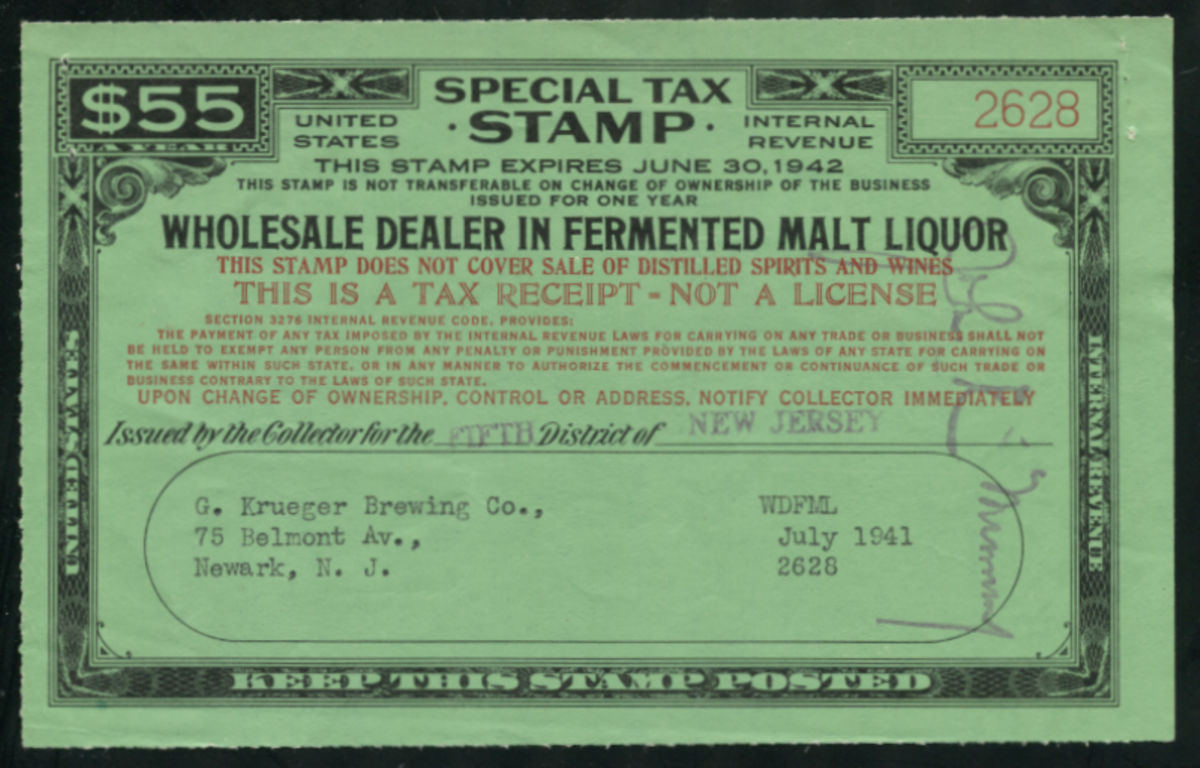 $55
A YEAR
UNITED STATES
SPECIAL TAX
· STAMP ·
INTERNAL REVENUE
2628
THIS STAMP EXPIRES JUNE 30, 1942
THIS STAMP IS NOT TRANSFERABLE ON CHANGE OF OWNERSHIP OF THE BUSINESS
ISSUED FOR ONE YEAR
WHOLESALE DEALER IN FERMENTED MALT LIQUOR
THIS STAMP DOES NOT COVER SALE OF DISTILLED SPIRITS AND WINES
THIS IS A TAX RECEIPT - NOT A LICENSE
SECTION 3276 INTERNAL REVENUE CODE, PROVIDES:
THE PAYMENT OF ANY TAX IMPOSED BY THE INTERNAL REVENUE LAWS FOR CARRYING ON ANY TRADE OR BUSINESS SHALL NOT
BE HELD TO EXEMPT ANY PERSON FROM ANY PENALTY OR PUNISHMENT PROVIDED BY THE LAWS OF ANY STATE FOR CARRYING ON
THE SAME WITHIN SUCH STATE, OR IN ANY MANNER TO AUTHORIZE THE COMMENCEMENT OR CONTINUANCE OF SUCH TRADE OR
BUSINESS CONTRARY TO THE LAWS OF SUCH STATE.
UPON CHANGE OF OWNERSHIP, CONTROL OR ADDRESS, NOTIFY COLLECTOR IMMEDIATELY
Issued by the Collector for the FIFTH District of NEW JERSEY
G. Krueger Brewing Co., WDFML
75 Belmont Av., July 1941
Newark, N. J. 2628
UNITED STATES
INTERNAL REVENUE
KEEP THIS STAMP POSTED